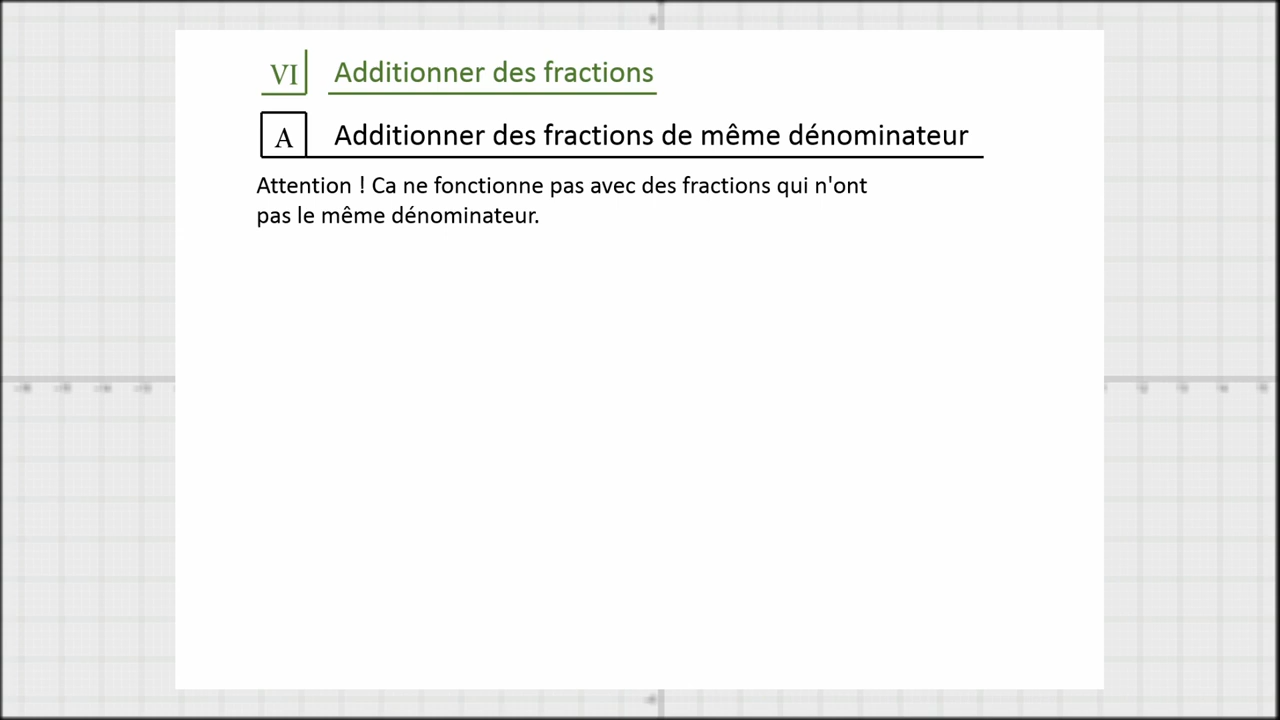 VI Additionner des fractions
A Additionner des fractions de même dénominateur
Attention ! Ca ne fonctionne pas avec des fractions qui n'ont
pas le même dénominateur.